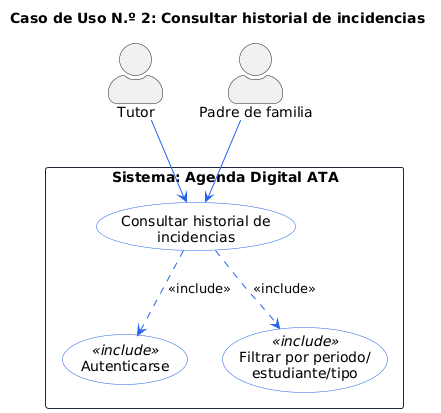 Caso de Uso N.º 2: Consultar historial de incidencias
Tutor
Padre de familia
Sistema: Agenda Digital ATA
Consultar historial de
incidencias
«include»
«include»
«include»
Autenticarse
«include»
Filtrar por periodo/
estudiante/tipo